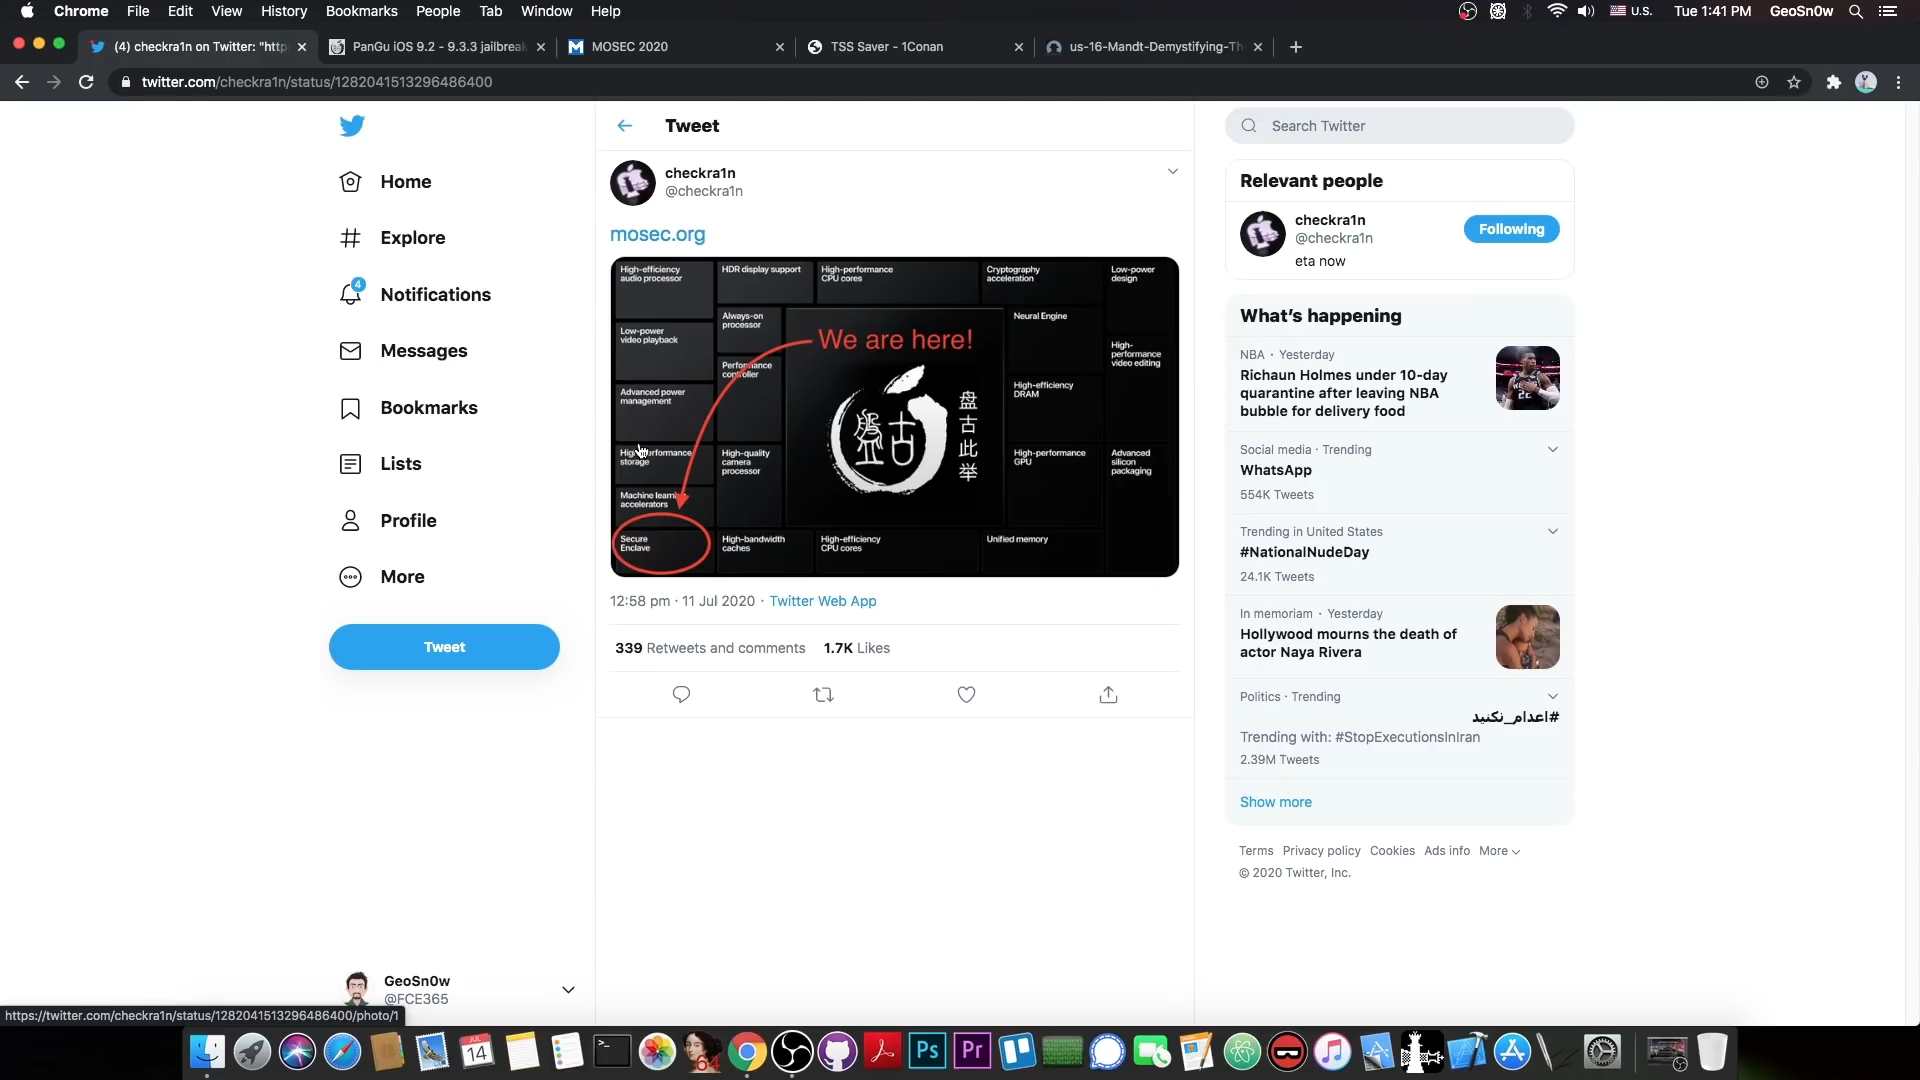 Chrome File Edit View History Bookmarks People Tab Window Help U.S. Tue 1:41 PM GeoSn0w
(4) checkra1n on Twitter: "http PanGu iOS 9.2 - 9.3.3 jailbreak MOSEC 2020 TSS Saver - 1Conan us-16-Mandt-Demystifying-Th
twitter.com/checkra1n/status/1282041513296486400
Home
Explore
4
Notifications
Messages
Bookmarks
Lists
Profile
More
Tweet
GeoSn0w
@FCE365
https://twitter.com/checkra1n/status/1282041513296486400/photo/1
Tweet
checkra1n
@checkra1n
mosec.org
High-efficiency
audio processor
HDR display support
High-performance
CPU cores
Cryptography
acceleration
Low-power
design
Always-on
processor
We are here!
Neural Engine
Low-power
video playback
High-
performance
video editing
Performance
controller
Advanced power
management
High-efficiency
DRAM
盘古
盘古此举
High-performance
storage
High-quality
camera
processor
High-performance
GPU
Advanced
silicon
packaging
Machine learning
accelerators
Secure
Enclave
High-bandwidth
caches
High-efficiency
CPU cores
Unified memory
12:58 pm · 11 Jul 2020 · Twitter Web App
339 Retweets and comments 1.7K Likes
Search Twitter
Relevant people
checkra1n
@checkra1n
Following
eta now
What's happening
NBA · Yesterday
Richaun Holmes under 10-day
quarantine after leaving NBA
bubble for delivery food
Social media · Trending
WhatsApp
554K Tweets
Trending in United States
#NationalNudeDay
24.1K Tweets
In memoriam · Yesterday
Hollywood mourns the death of
actor Naya Rivera
Politics · Trending
#اعدام_نکنید
Trending with: #StopExecutionsInIran
2.39M Tweets
Show more
Terms Privacy policy Cookies Ads info More
© 2020 Twitter, Inc.
JUL
14
64
Ps
Pr